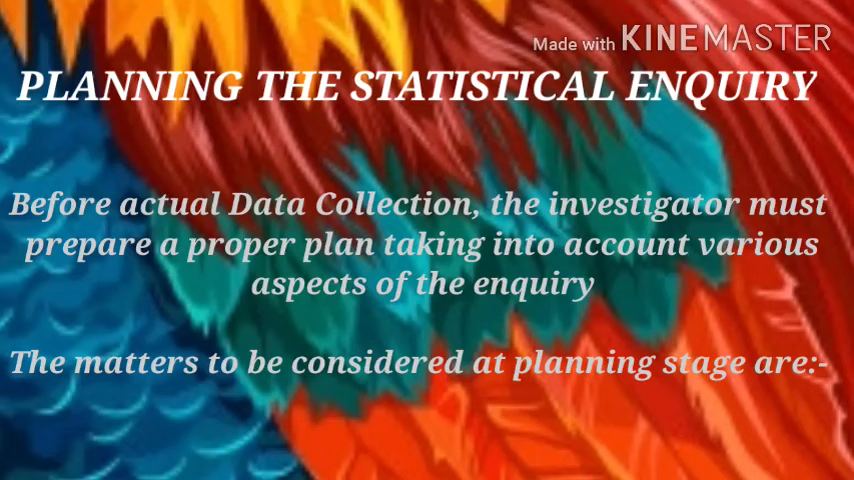 Made with KINEMASTER
PLANNING THE STATISTICAL ENQUIRY
Before actual Data Collection, the investigator must
prepare a proper plan taking into account various
aspects of the enquiry
The matters to be considered at planning stage are:-